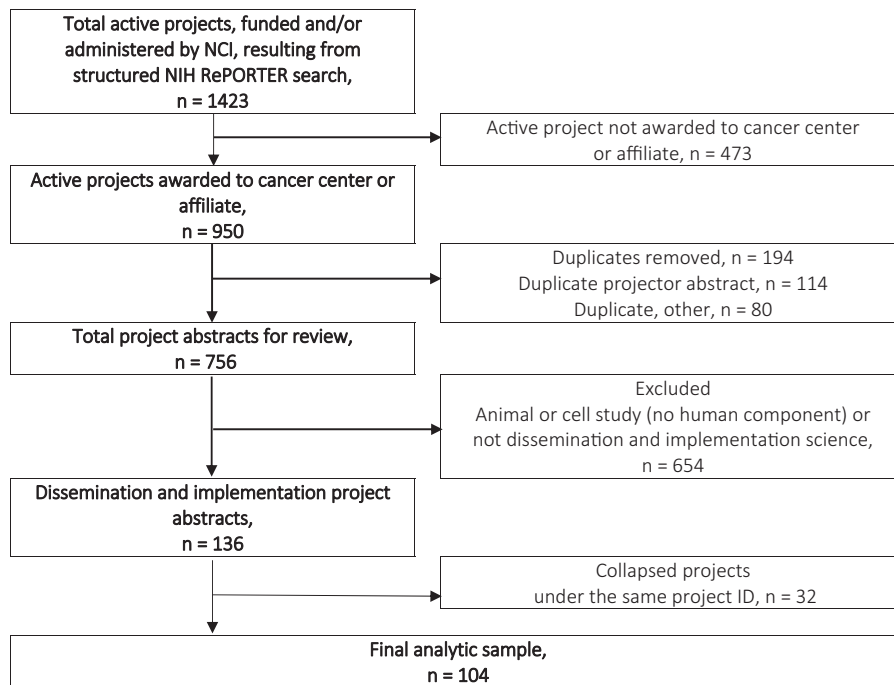 Total active projects, funded and/or
administered by NCI, resulting from
structured NIH RePORTER search,
n = 1423
Active project not awarded to cancer center
or affiliate, n = 473
Active projects awarded to cancer center or
affiliate,
n = 950
Duplicates removed, n = 194
Duplicate projector abstract, n = 114
Duplicate, other, n = 80
Total project abstracts for review,
n = 756
Excluded
Animal or cell study (no human component) or
not dissemination and implementation science,
n = 654
Dissemination and implementation project
abstracts,
n = 136
Collapsed projects
under the same project ID, n = 32
Final analytic sample,
n = 104